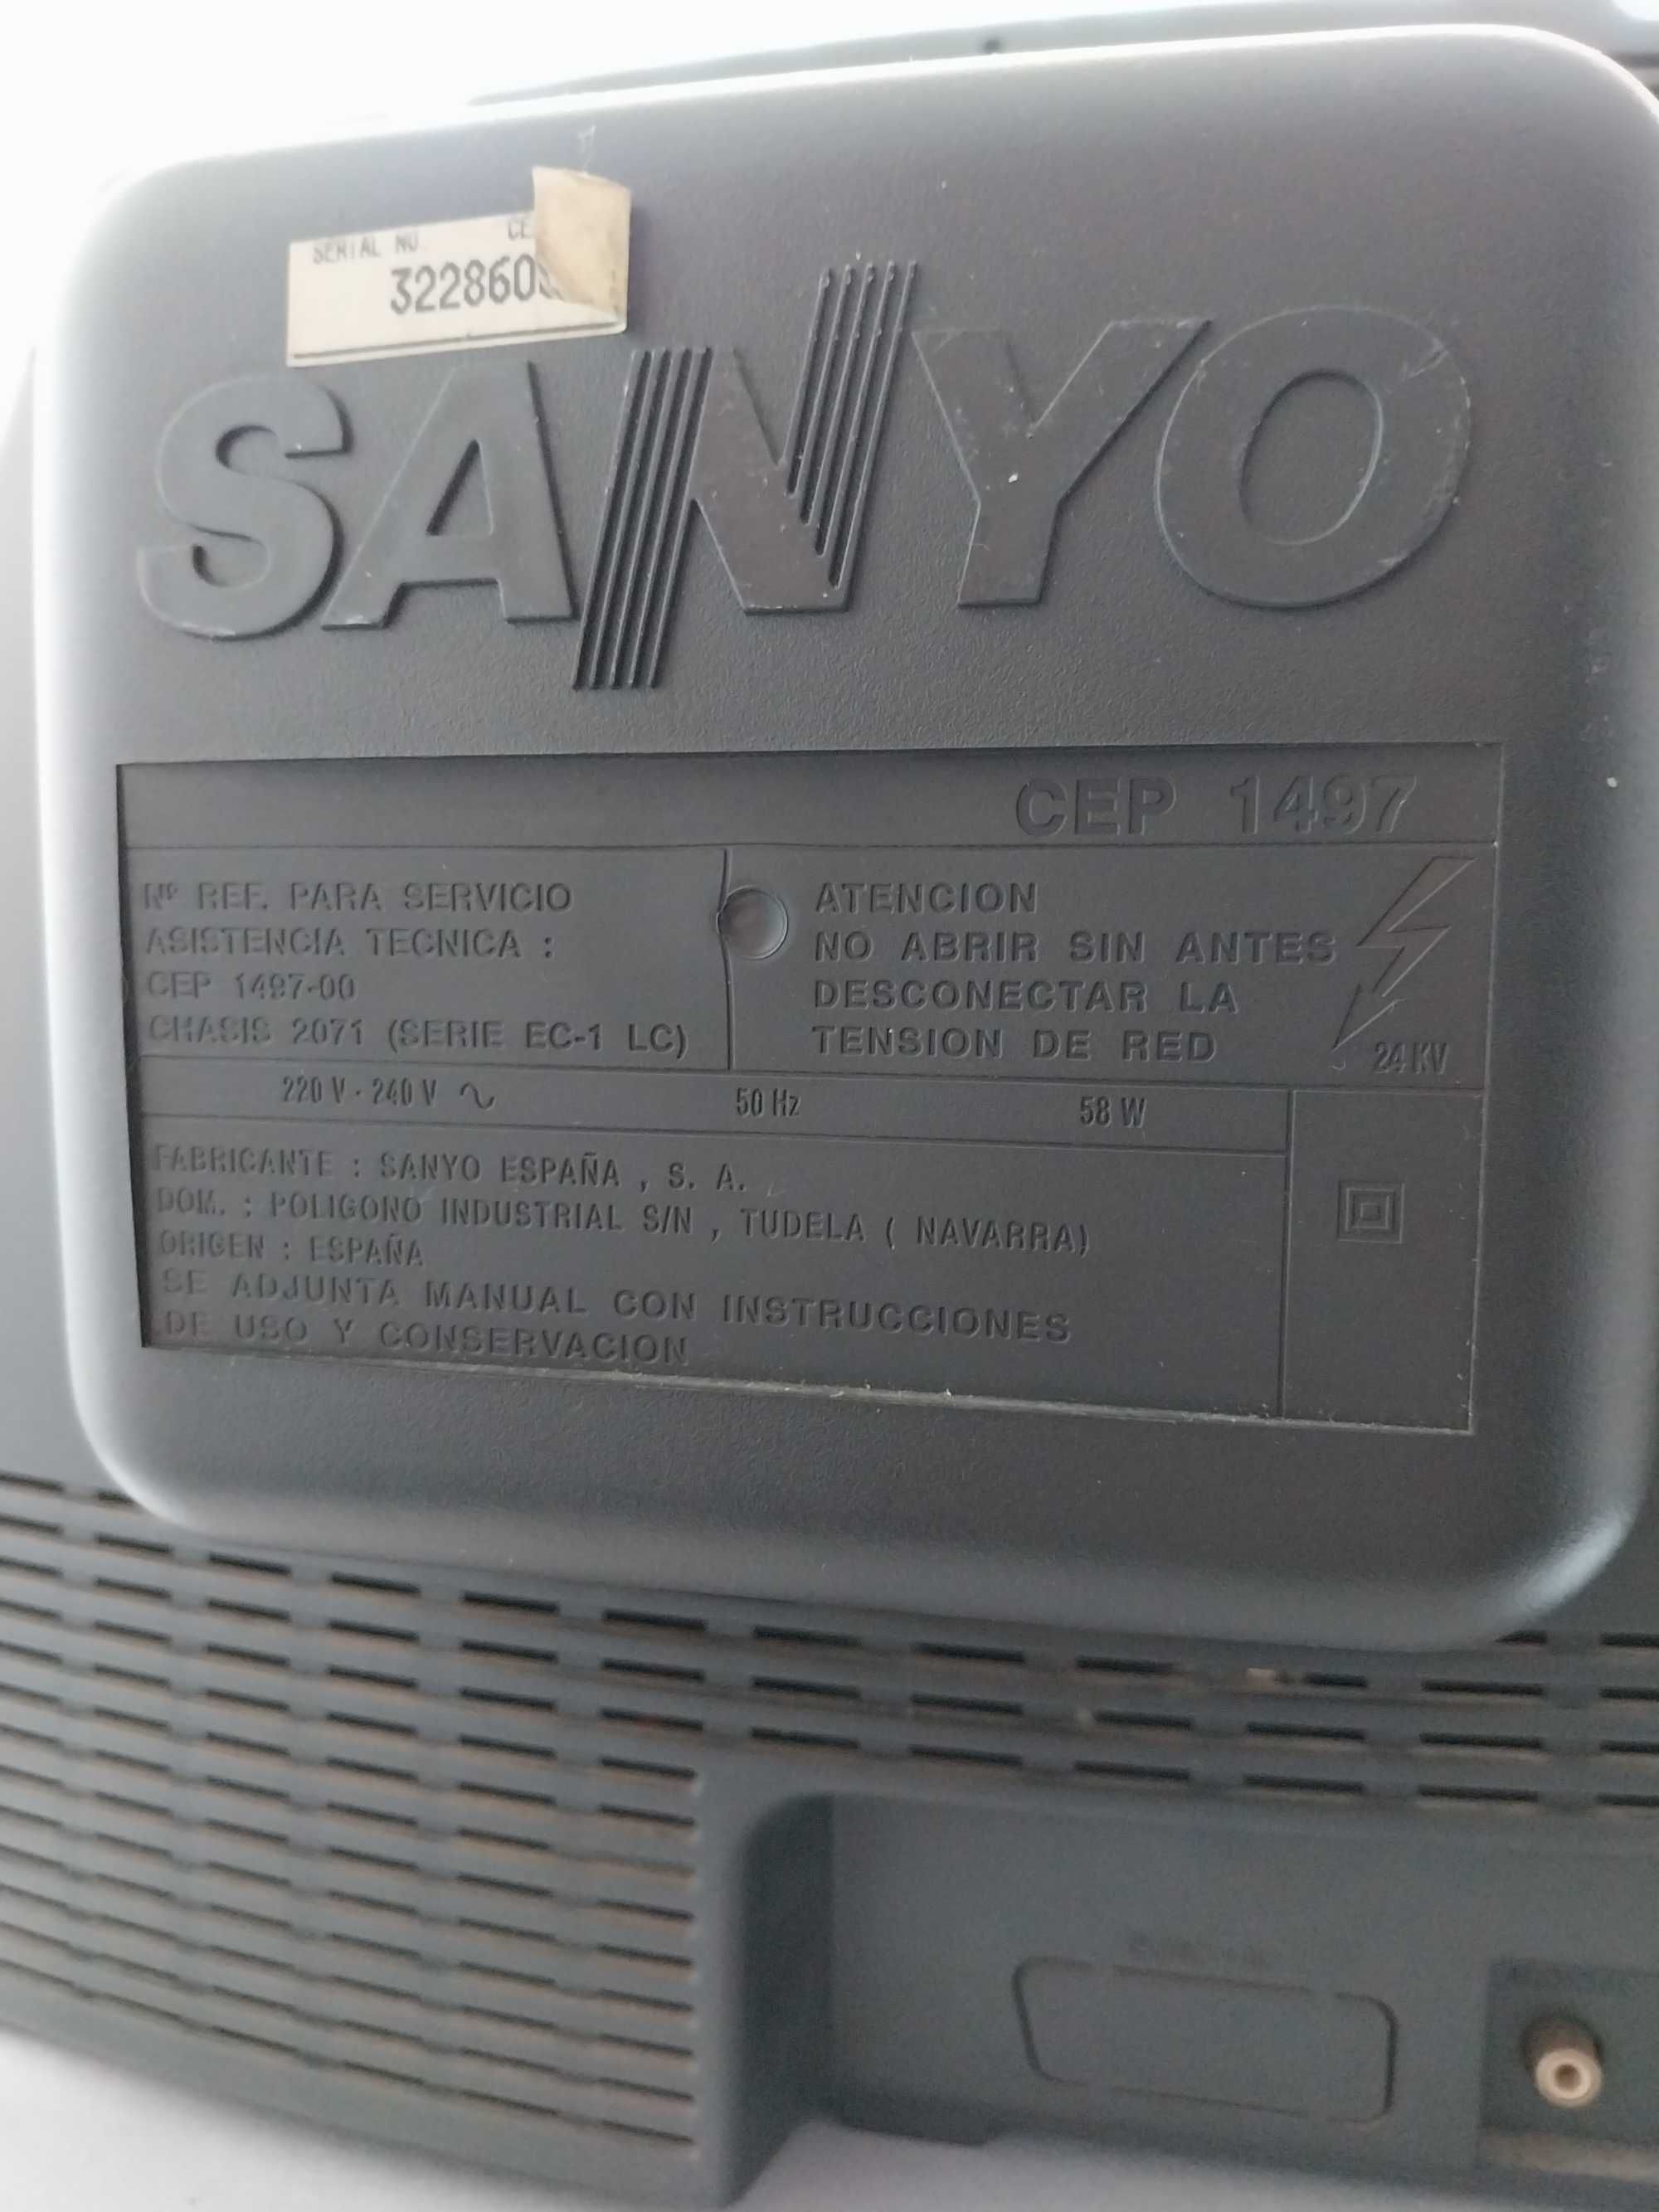 SERIAL NO. CE
3228605
SANYO
CEP 1497
Nº REF. PARA SERVICIO
ASISTENCIA TECNICA :
CEP 1497-00
CHASIS 2071 (SERIE EC-1 LC)
ATENCION
NO ABRIR SIN ANTES
DESCONECTAR LA
TENSION DE RED
24 KV
220 V - 240 V ∿ 50 Hz 58 W
FABRICANTE : SANYO ESPAÑA , S. A.
DOM. : POLIGONO INDUSTRIAL S/N , TUDELA ( NAVARRA)
ORIGEN : ESPAÑA
SE ADJUNTA MANUAL CON INSTRUCCIONES
DE USO Y CONSERVACION